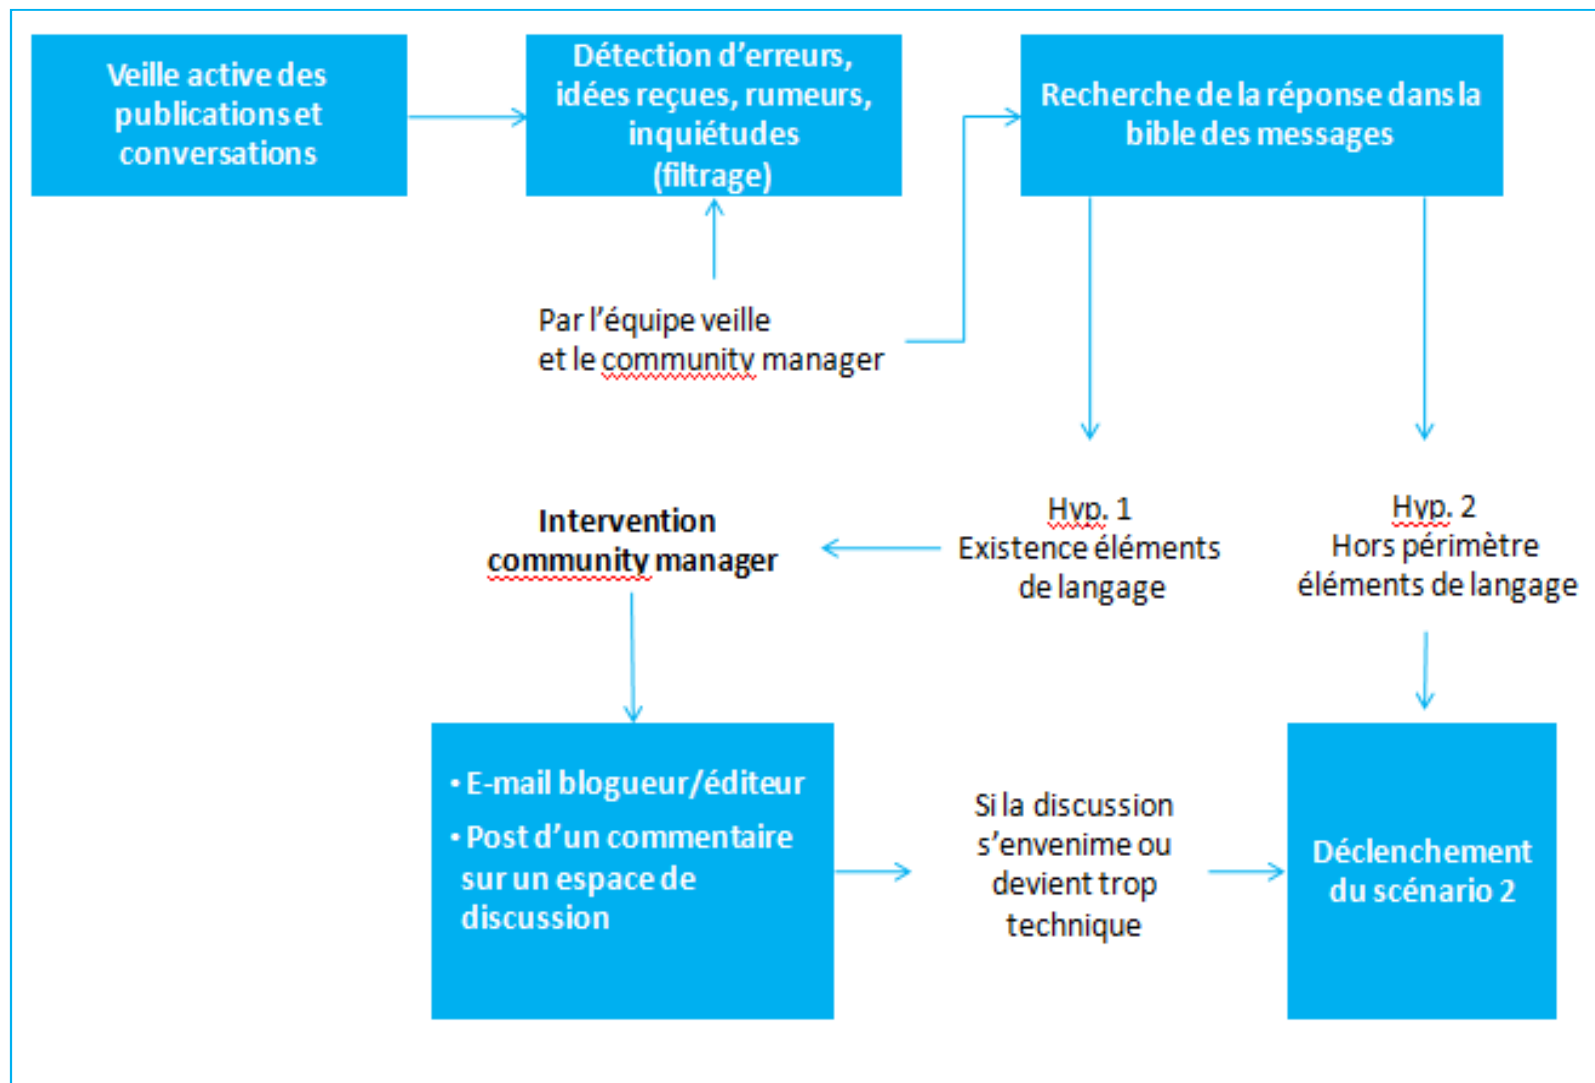 Veille active des
publications et
conversations
Détection d’erreurs,
idées reçues, rumeurs,
inquiétudes
(filtrage)
Recherche de la réponse dans la
bible des messages
Par l’équipe veille
et le community manager
Hyp. 1
Existence éléments
de langage
Hyp. 2
Hors périmètre
éléments de langage
Intervention
community manager
• E-mail blogueur/éditeur
• Post d’un commentaire
sur un espace de
discussion
Si la discussion
s’envenime ou
devient trop
technique
Déclenchement
du scénario 2